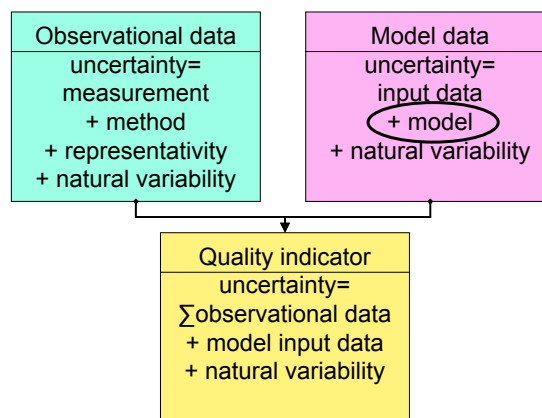 Observational data
uncertainty=
measurement
+ method
+ representativity
+ natural variability
Model data
uncertainty=
input data
+ model
+ natural variability
Quality indicator
uncertainty=
∑observational data
+ model input data
+ natural variability